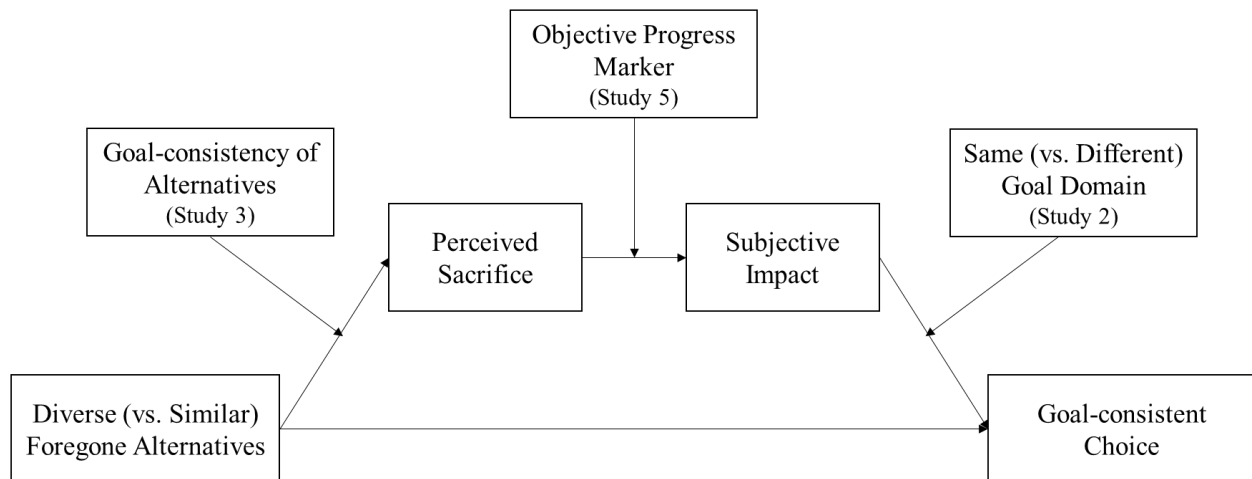 Objective Progress
Marker
(Study 5)
Goal-consistency of
Alternatives
(Study 3)
Same (vs. Different)
Goal Domain
(Study 2)
Perceived
Sacrifice
Subjective
Impact
Diverse (vs. Similar)
Foregone Alternatives
Goal-consistent
Choice